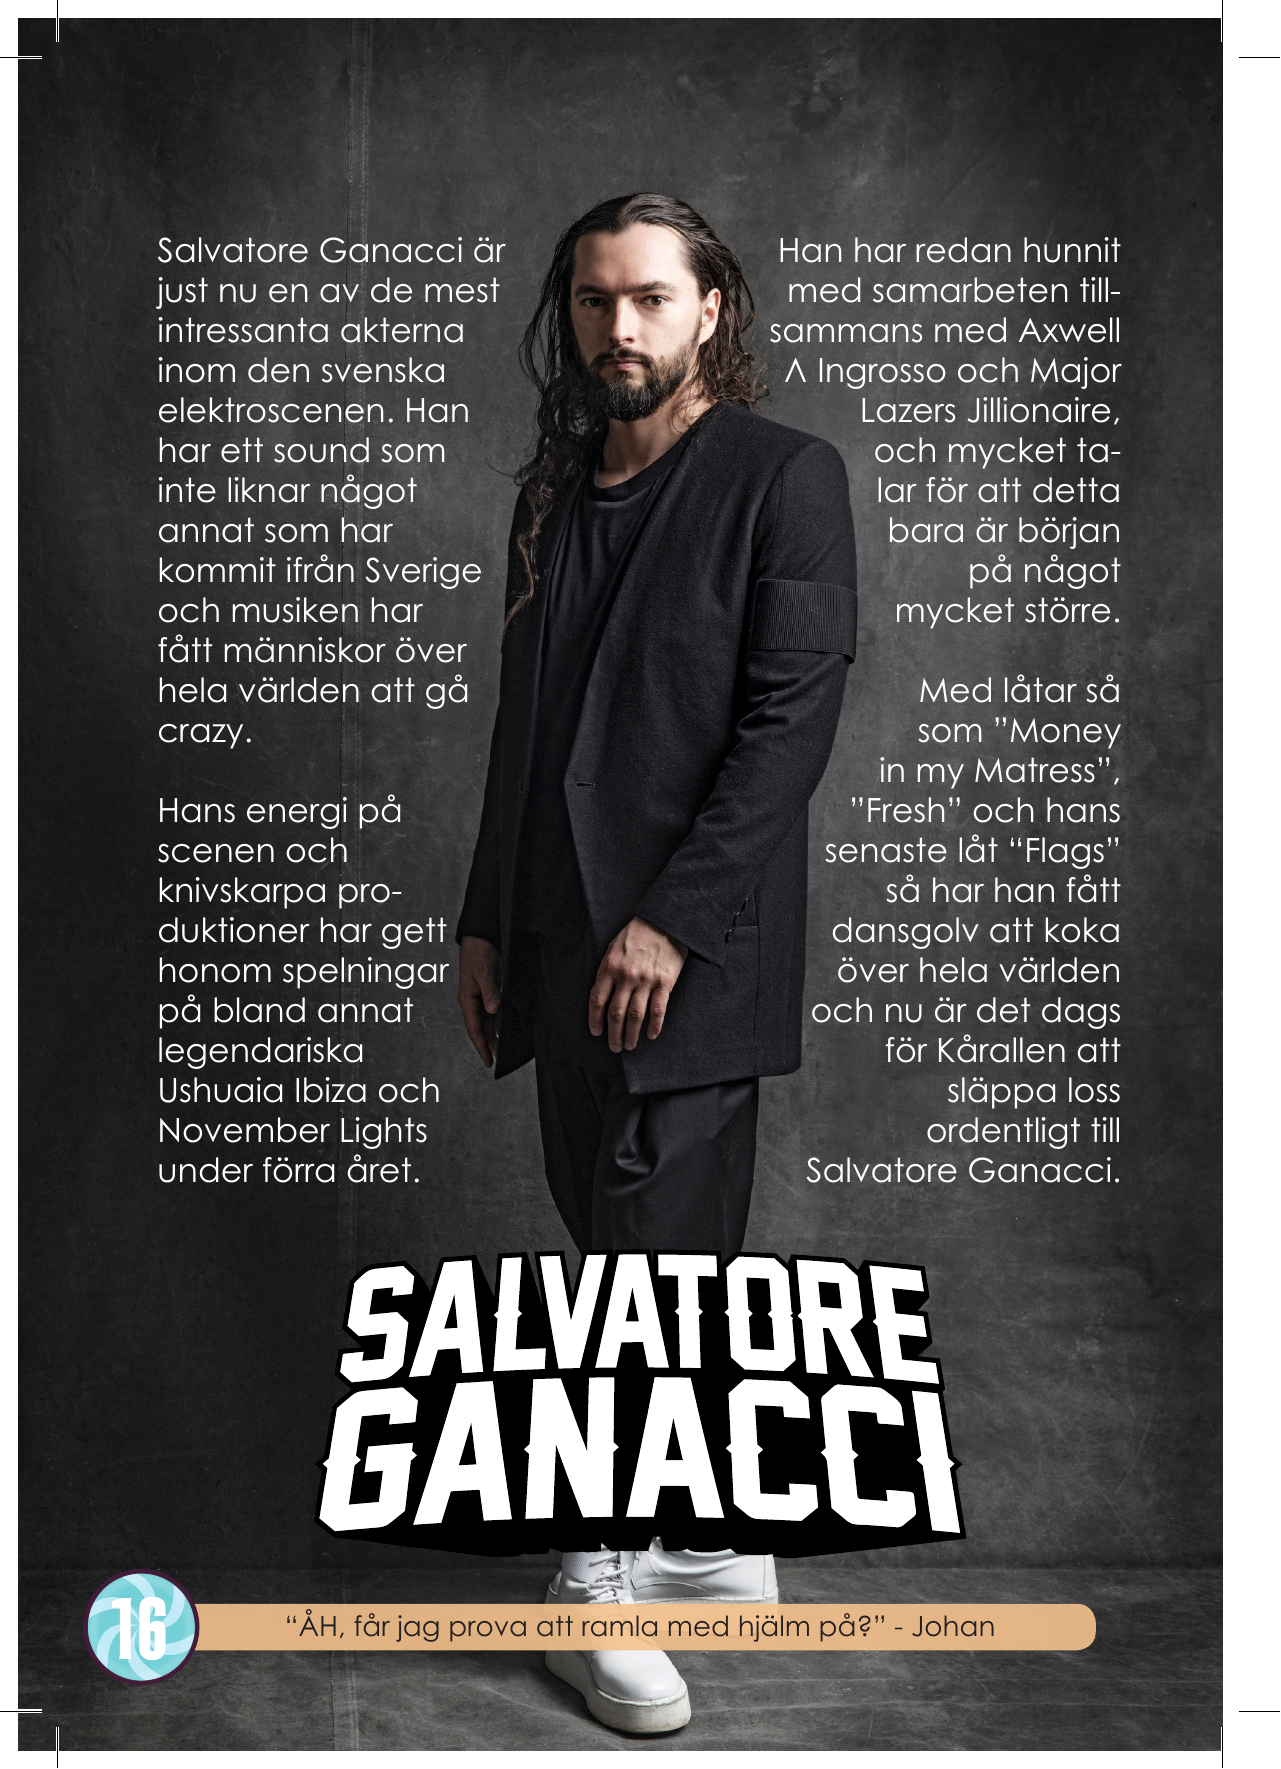 Salvatore Ganacci är
just nu en av de mest
intressanta akterna
inom den svenska
elektroscenen. Han
har ett sound som
inte liknar något
annat som har
kommit ifrån Sverige
och musiken har
fått människor över
hela världen att gå
crazy.
Hans energi på
scenen och
knivskarpa pro-
duktioner har gett
honom spelningar
på bland annat
legendariska
Ushuaia Ibiza och
November Lights
under förra året.
Han har redan hunnit
med samarbeten till-
sammans med Axwell
Λ Ingrosso och Major
Lazers Jillionaire,
och mycket ta-
lar för att detta
bara är början
på något
mycket större.
Med låtar så
som ”Money
in my Matress”,
”Fresh” och hans
senaste låt “Flags”
så har han fått
dansgolv att koka
över hela världen
och nu är det dags
för Kårallen att
släppa loss
ordentligt till
Salvatore Ganacci.
SALVATORE
GANACCI
16
“ÅH, får jag prova att ramla med hjälm på?” - Johan